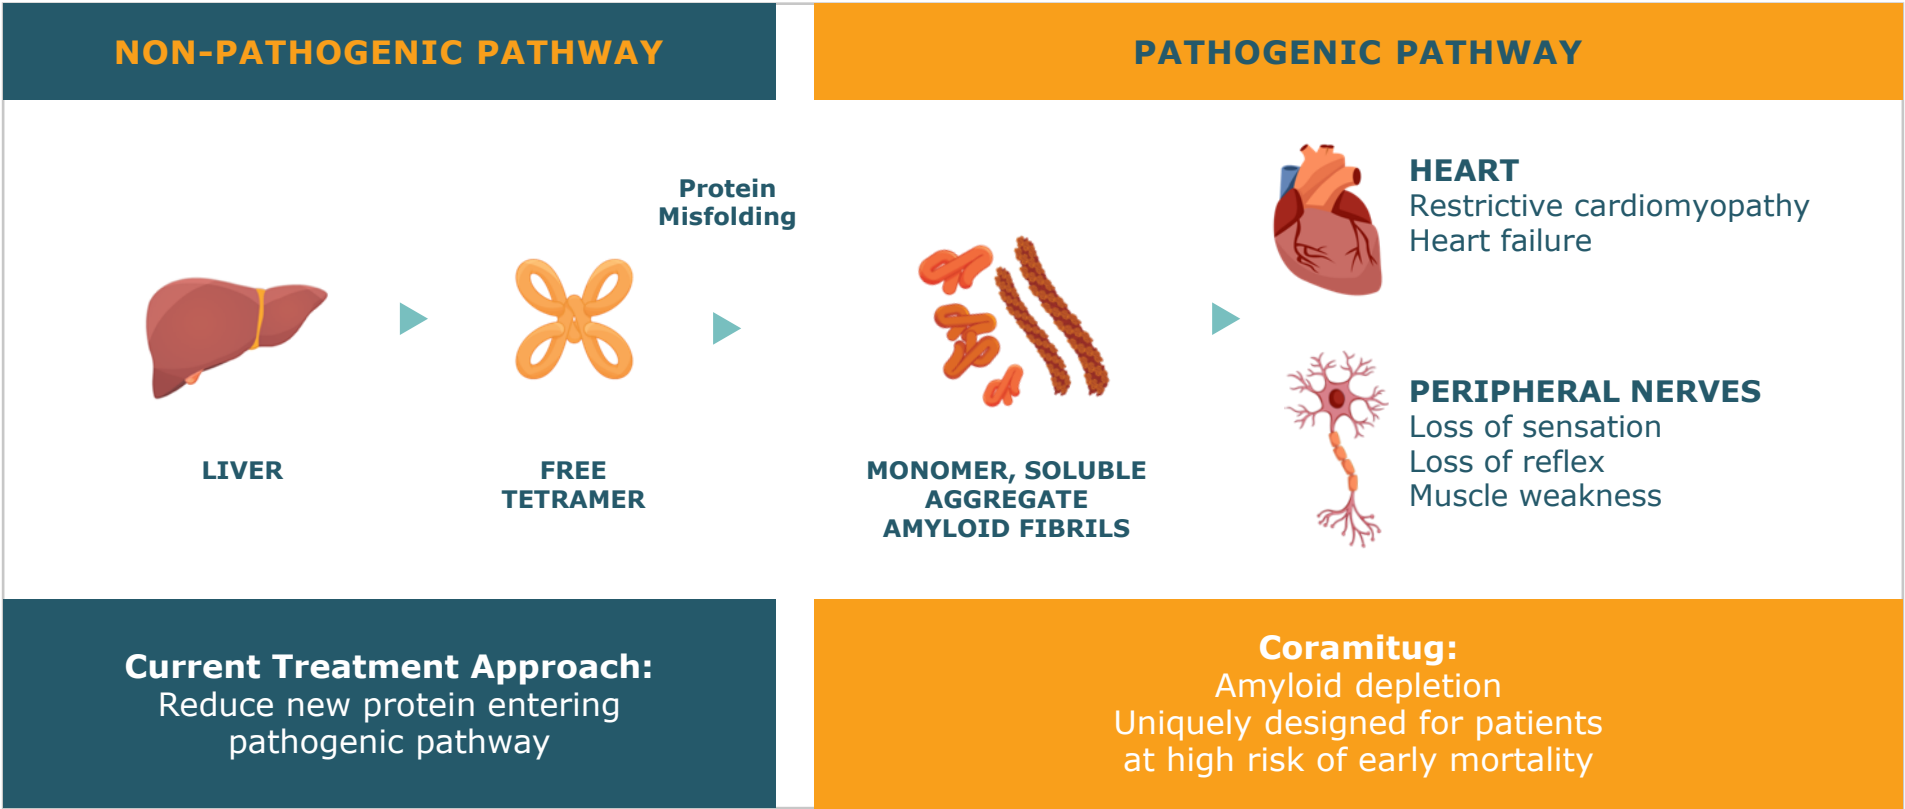 NON-PATHOGENIC PATHWAY
PATHOGENIC PATHWAY
Protein
Misfolding
LIVER
FREE
TETRAMER
MONOMER, SOLUBLE
AGGREGATE
AMYLOID FIBRILS
HEART
Restrictive cardiomyopathy
Heart failure
PERIPHERAL NERVES
Loss of sensation
Loss of reflex
Muscle weakness
Current Treatment Approach:
Reduce new protein entering
pathogenic pathway
Coramitug:
Amyloid depletion
Uniquely designed for patients
at high risk of early mortality